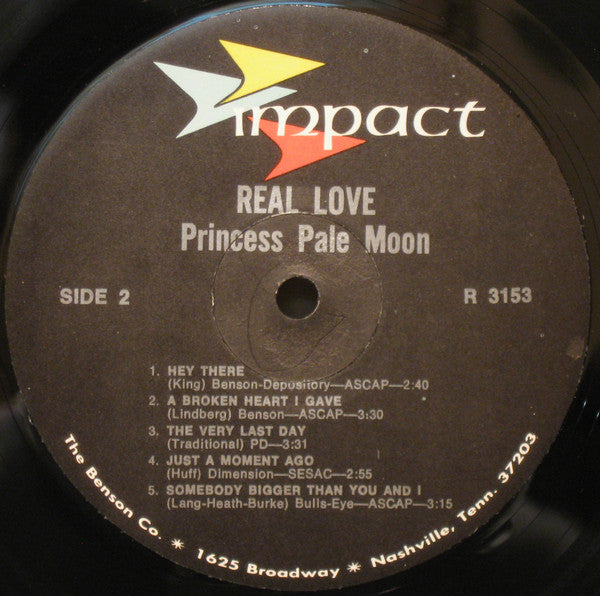 impact
REAL LOVE
Princess Pale Moon
SIDE 2
R 3153
1. HEY THERE
(King) Benson-Depository—ASCAP—2:40
2. A BROKEN HEART I GAVE
(Lindberg) Benson—ASCAP—3:30
3. THE VERY LAST DAY
(Traditional) PD—3:31
4. JUST A MOMENT AGO
(Huff) Dimension—SESAC—2:55
5. SOMEBODY BIGGER THAN YOU AND I
(Lang-Heath-Burke) Bulls-Eye—ASCAP—3:15
The Benson Co. * 1625 Broadway * Nashville, Tenn. 37203